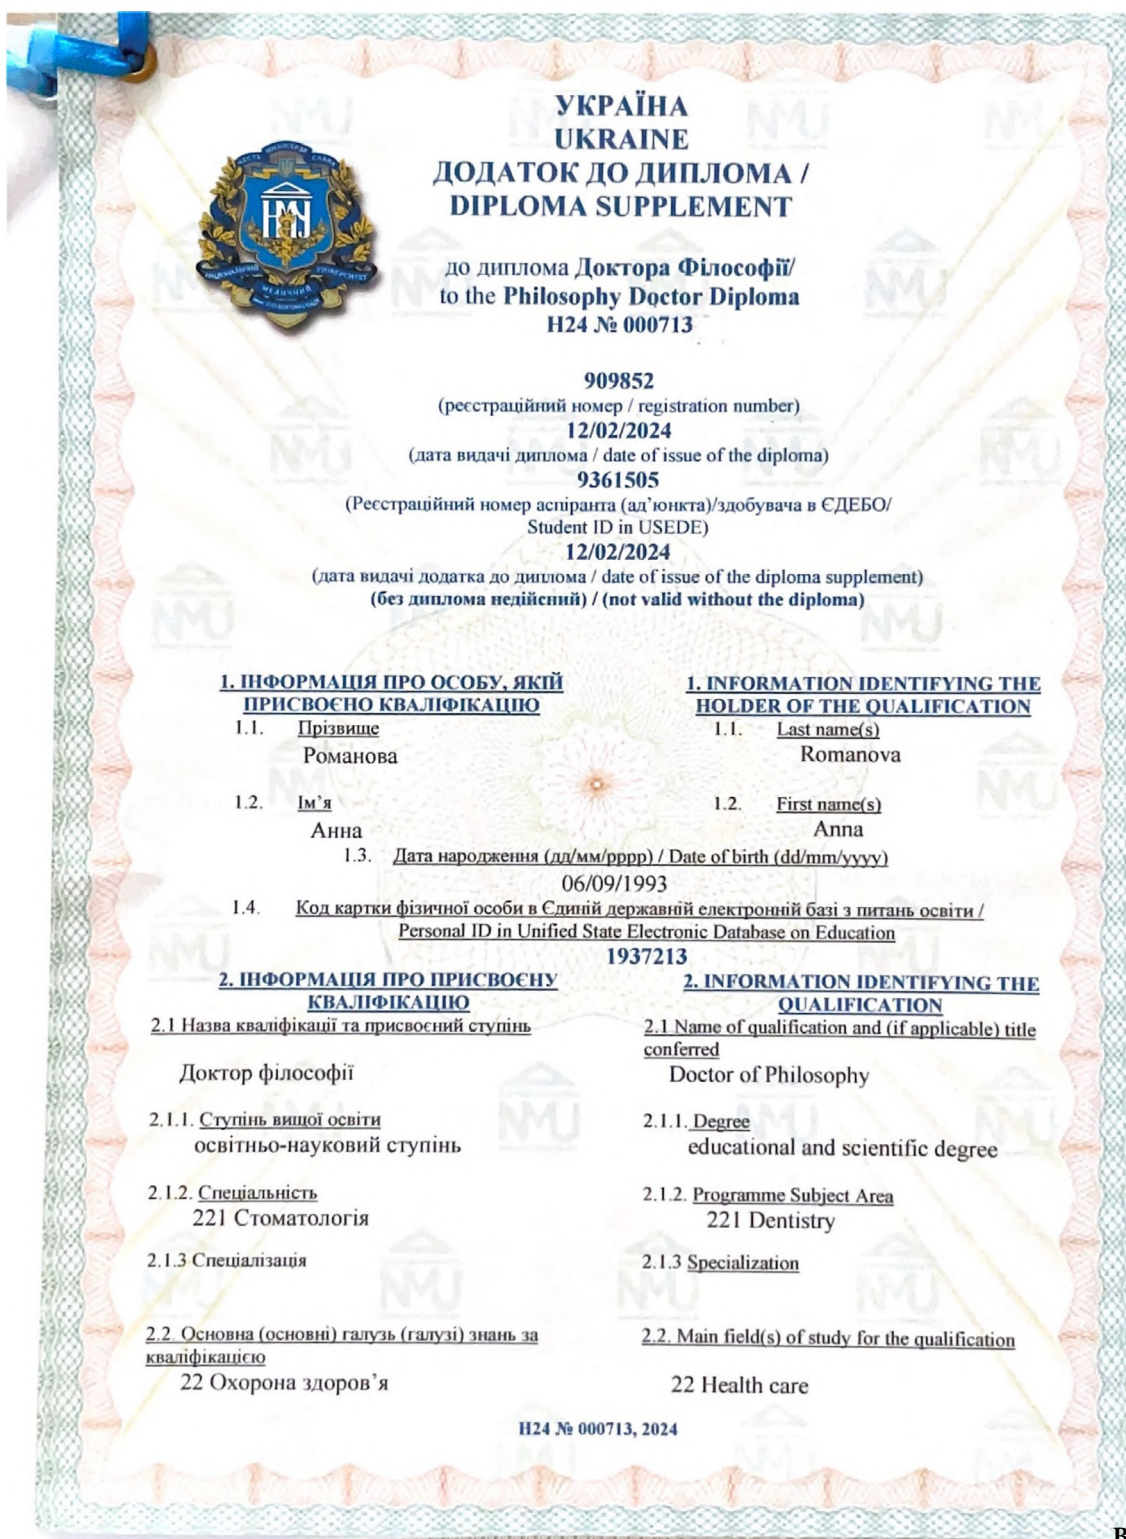 УКРАЇНА
UKRAINE
ДОДАТОК ДО ДИПЛОМА /
DIPLOMA SUPPLEMENT
до диплома Доктора Філософії/
to the Philosophy Doctor Diploma
Н24 № 000713
ЧЕСТЬ МИЛОСЕРДЯ СЛАВА
НМУ
НАЦІОНАЛЬНИЙ МЕДИЧНИЙ УНІВЕРСИТЕТ
909852
(реєстраційний номер / registration number)
12/02/2024
(дата видачі диплома / date of issue of the diploma)
9361505
(Реєстраційний номер аспіранта (ад’юнкта)/здобувача в ЄДЕБО/
Student ID in USEDE)
12/02/2024
(дата видачі додатка до диплома / date of issue of the diploma supplement)
(без диплома недійсний) / (not valid without the diploma)
1. ІНФОРМАЦІЯ ПРО ОСОБУ, ЯКІЙ
ПРИСВОЄНО КВАЛІФІКАЦІЮ
1. INFORMATION IDENTIFYING THE
HOLDER OF THE QUALIFICATION
1.1. Прізвище
Романова
1.1. Last name(s)
Romanova
1.2. Ім’я
Анна
1.2. First name(s)
Anna
1.3. Дата народження (дд/мм/рррр) / Date of birth (dd/mm/yyyy)
06/09/1993
1.4. Код картки фізичної особи в Єдиній державній електронній базі з питань освіти /
Personal ID in Unified State Electronic Database on Education
1937213
2. ІНФОРМАЦІЯ ПРО ПРИСВОЄНУ
КВАЛІФІКАЦІЮ
2. INFORMATION IDENTIFYING THE
QUALIFICATION
2.1 Назва кваліфікації та присвоєний ступінь
Доктор філософії
2.1 Name of qualification and (if applicable) title
conferred
Doctor of Philosophy
2.1.1. Ступінь вищої освіти
освітньо-науковий ступінь
2.1.1. Degree
educational and scientific degree
2.1.2. Спеціальність
221 Стоматологія
2.1.2. Programme Subject Area
221 Dentistry
2.1.3 Спеціалізація
2.1.3 Specialization
2.2. Основна (основні) галузь (галузі) знань за
кваліфікацією
22 Охорона здоров’я
2.2. Main field(s) of study for the qualification
22 Health care
Н24 № 000713, 2024